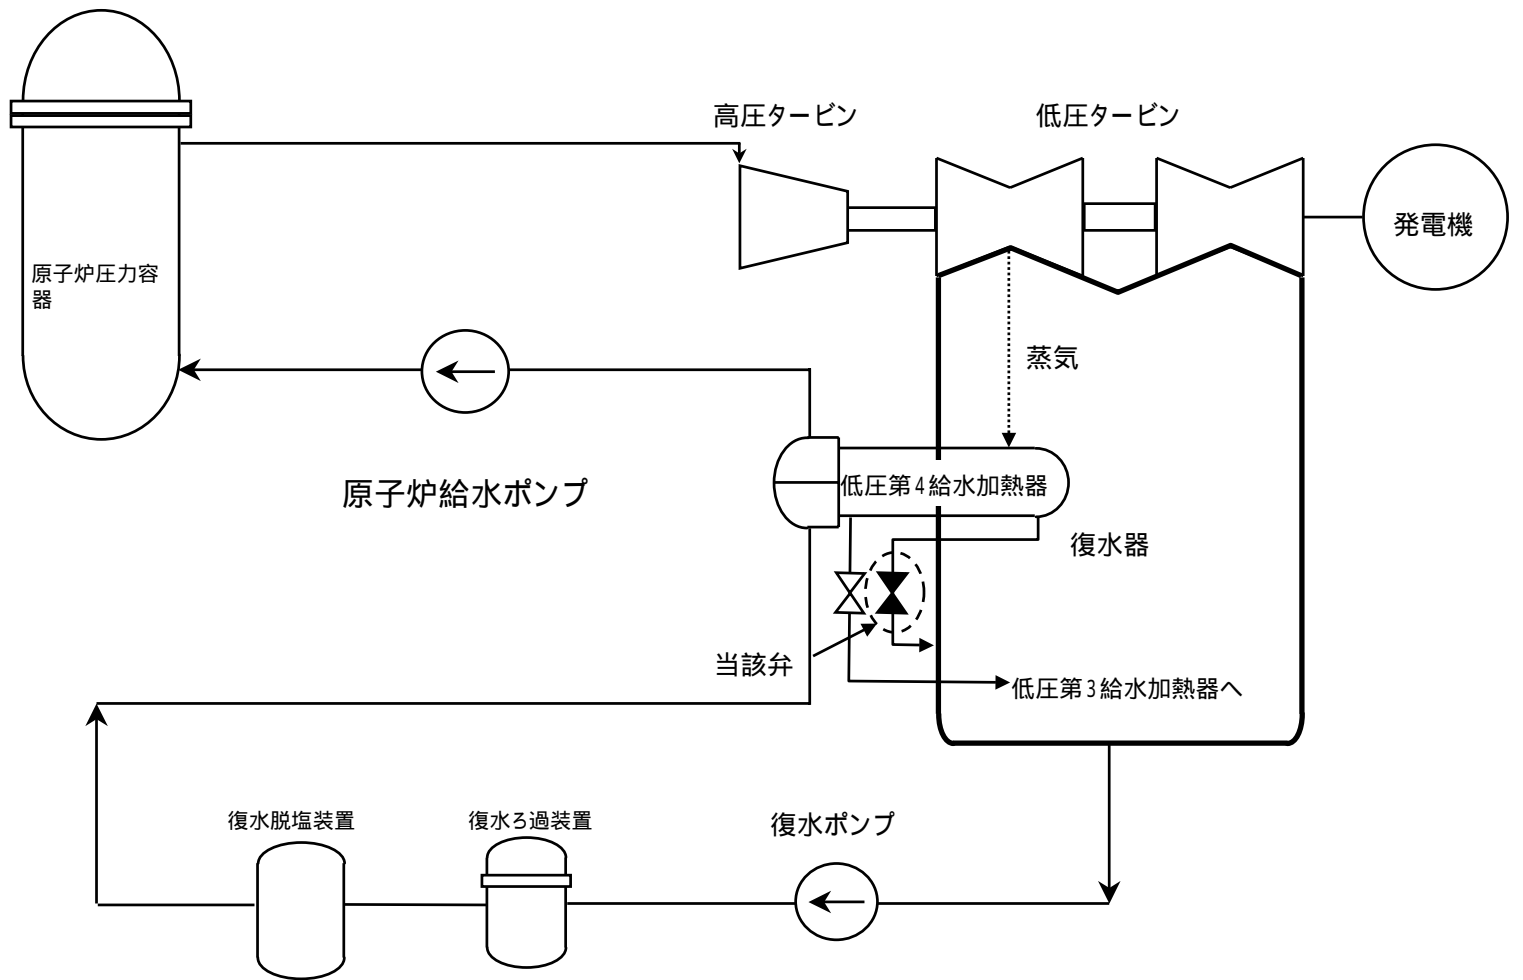 高圧タービン
低圧タービン
発電機
原子炉圧力容
器
蒸気
低圧第4給水加熱器
原子炉給水ポンプ
復水器
当該弁
低圧第3給水加熱器へ
復水脱塩装置
復水ろ過装置
復水ポンプ